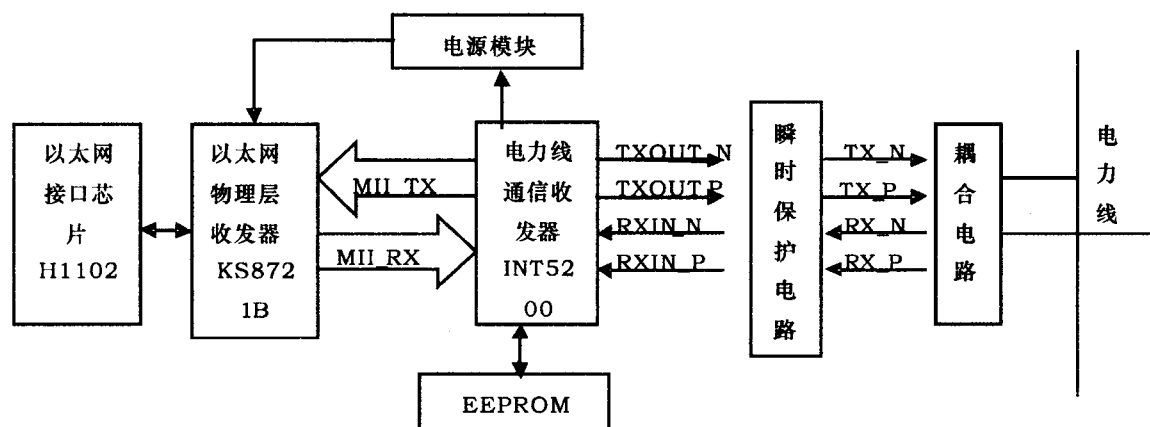 电源模块
以太网
接口芯
片
H1102
以太网
物理层
收发器
KS872
1B
MII_TX
MII_RX
电力线
通信收
发器
INT52
00
TXOUT_N
TXOUT_P
RXIN_N
RXIN_P
瞬
时
保
护
电
路
TX_N
TX_P
RX_N
RX_P
耦
合
电
路
电
力
线
EEPROM